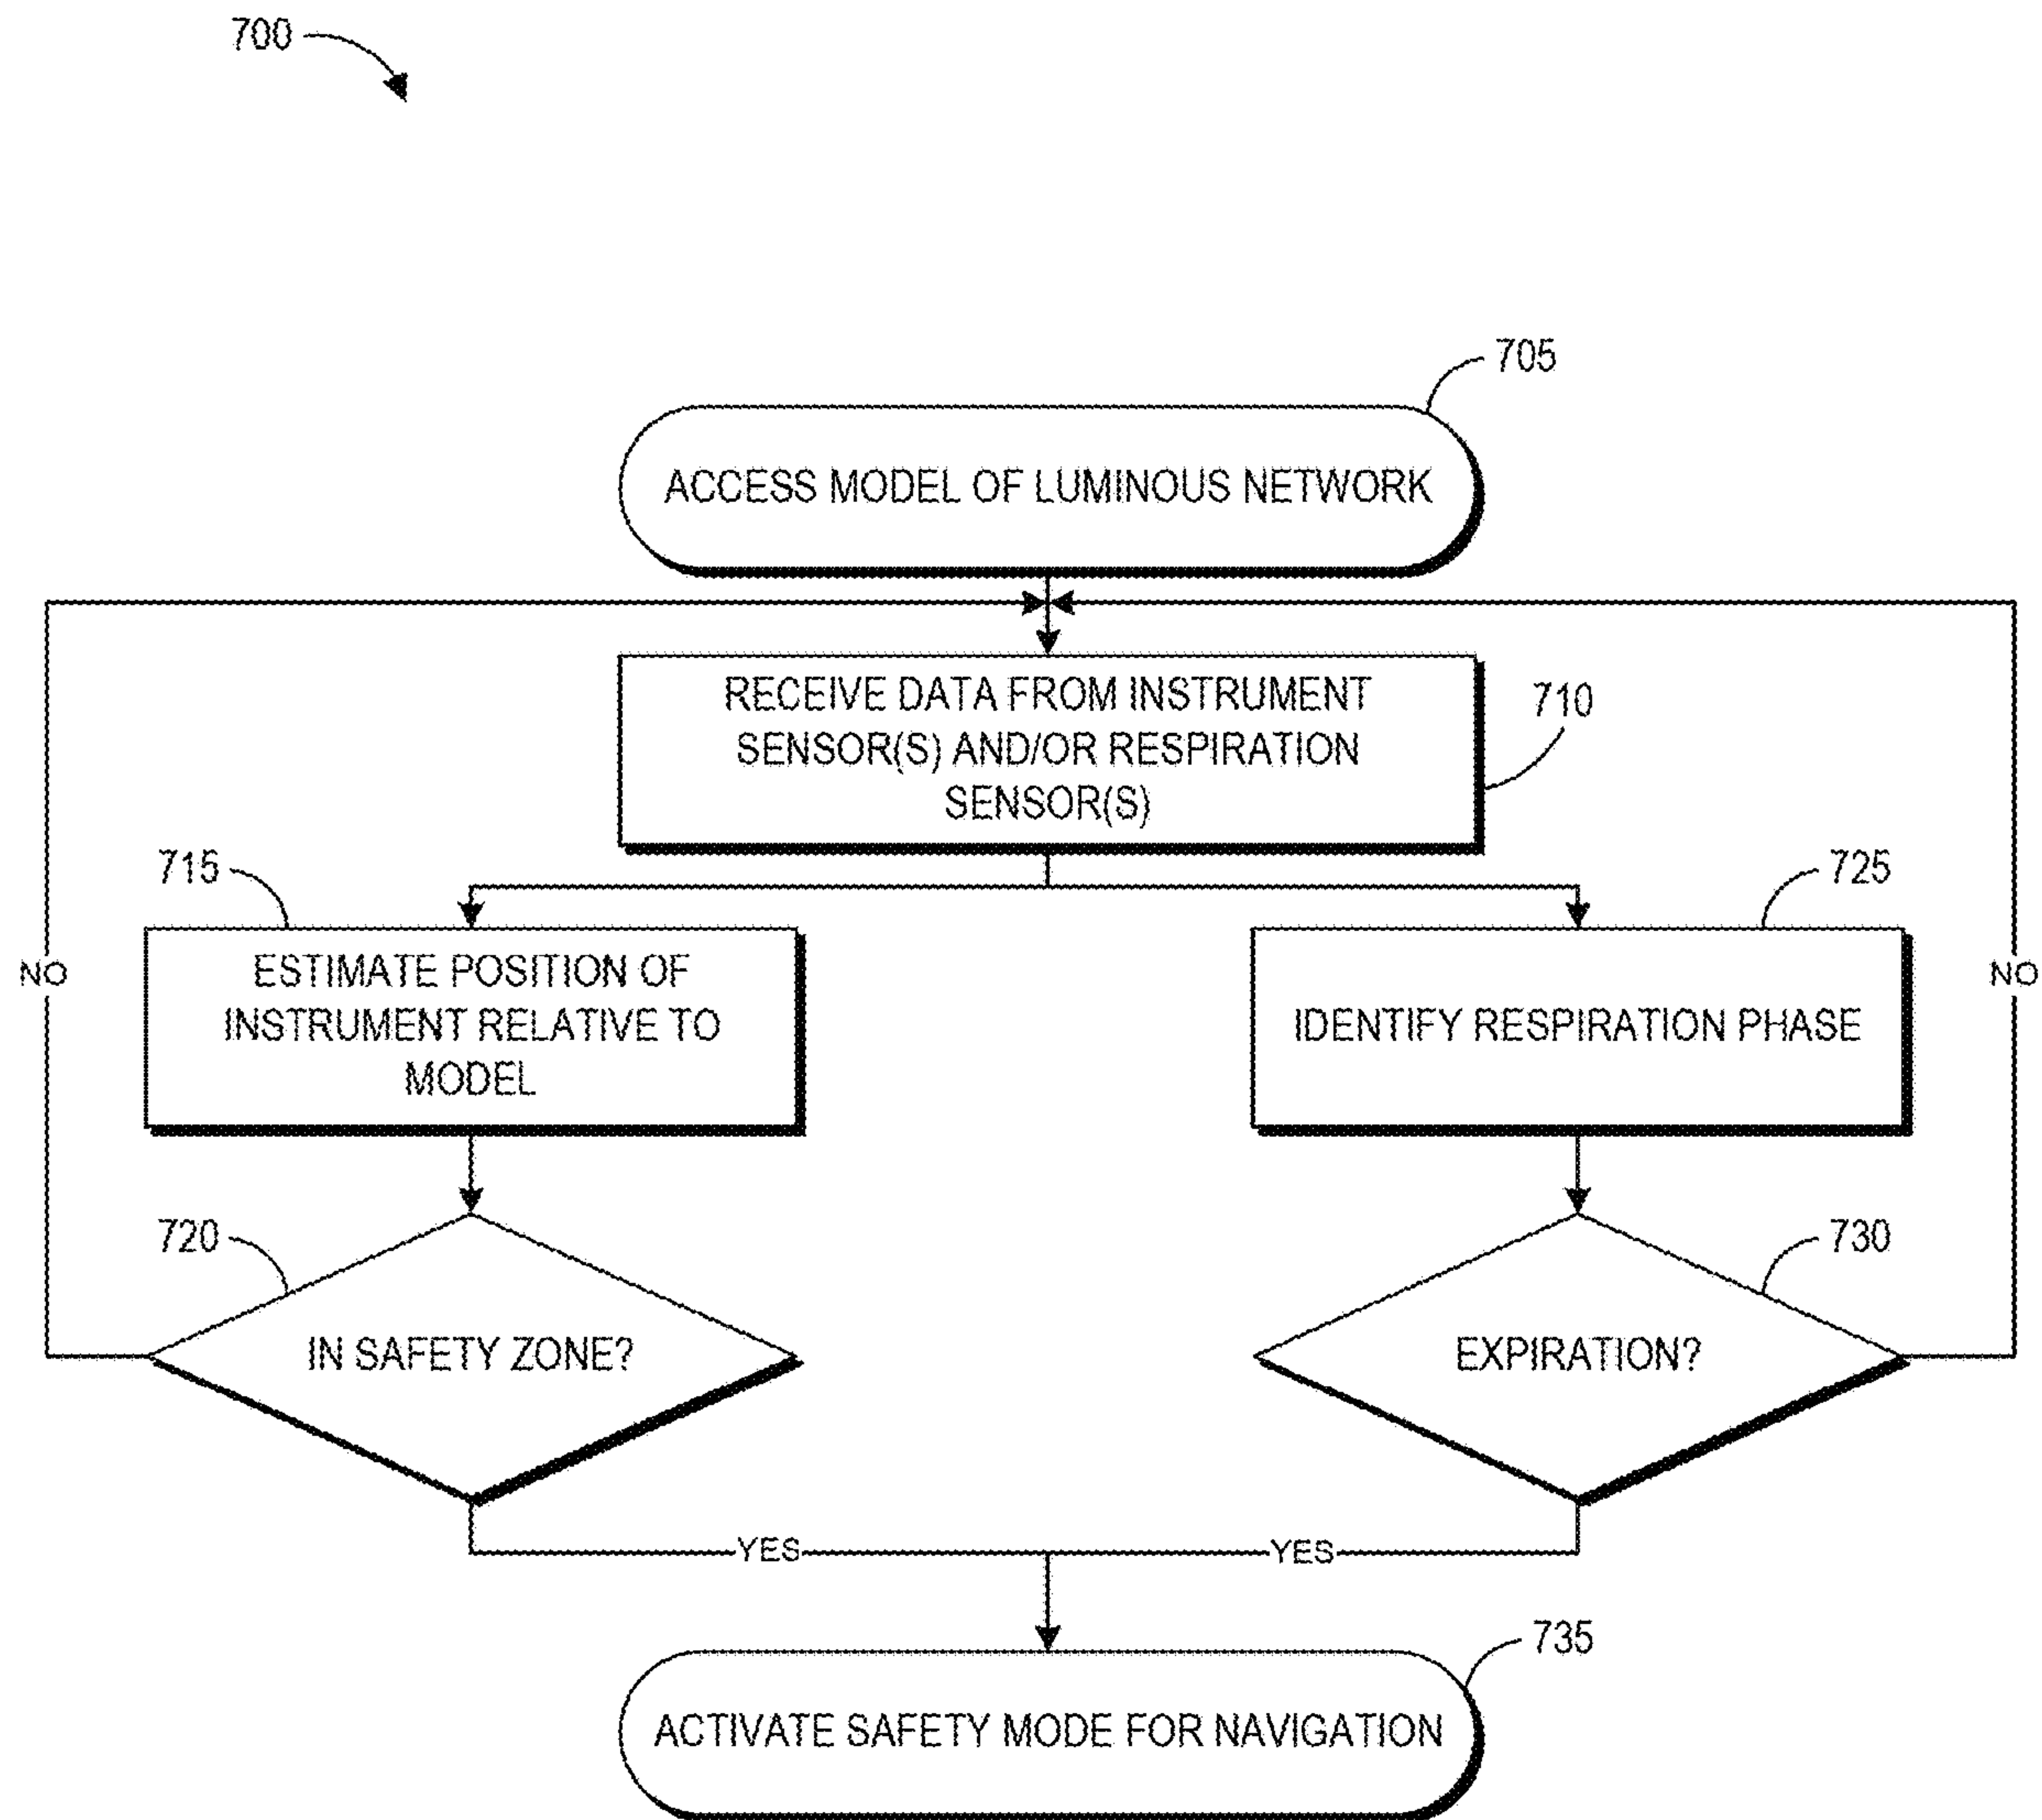 700
705
ACCESS MODEL OF LUMINOUS NETWORK
RECEIVE DATA FROM INSTRUMENT
SENSOR(S) AND/OR RESPIRATION
SENSOR(S)
710
715
725
NO
ESTIMATE POSITION OF
INSTRUMENT RELATIVE TO
MODEL
IDENTIFY RESPIRATION PHASE
NO
720
730
IN SAFETY ZONE?
EXPIRATION?
YES
YES
735
ACTIVATE SAFETY MODE FOR NAVIGATION